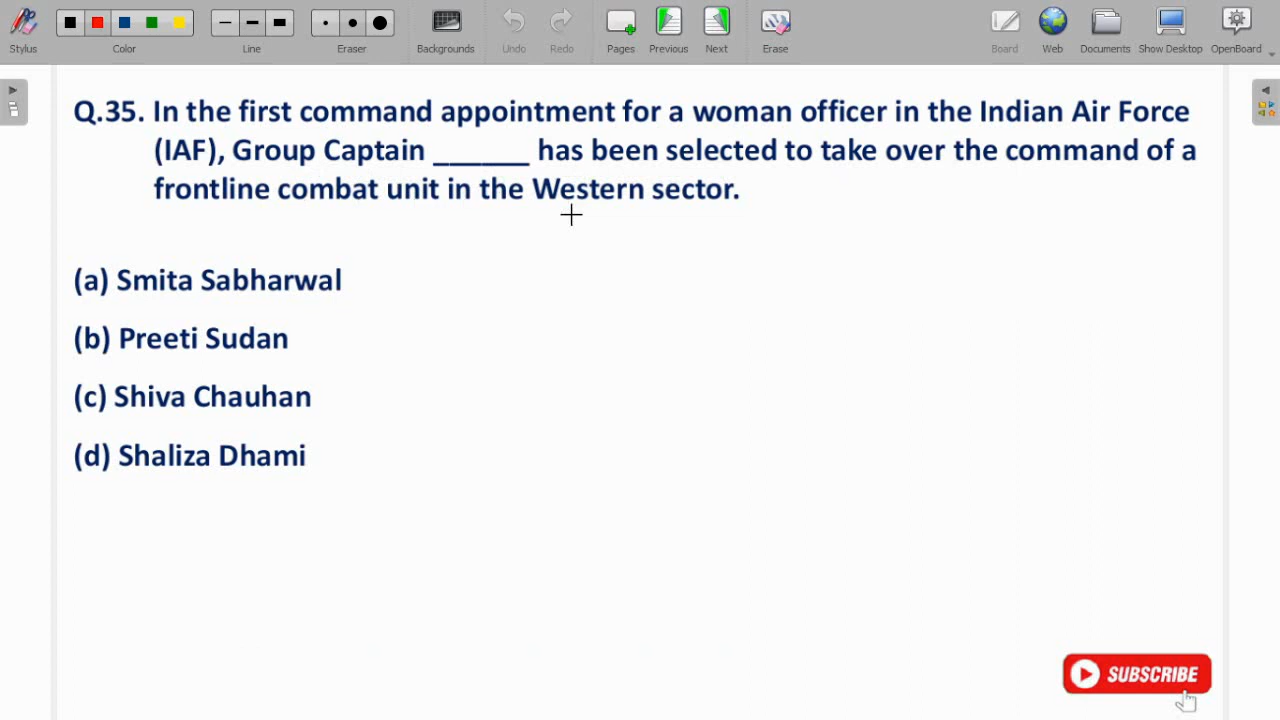 Stylus
Color
Line
Eraser
Backgrounds
Undo
Redo
Pages
Previous
Next
Erase
Board
Web
Documents
Show Desktop
OpenBoard
Q.35. In the first command appointment for a woman officer in the Indian Air Force
(IAF), Group Captain ______ has been selected to take over the command of a
frontline combat unit in the Western sector.
(a) Smita Sabharwal
(b) Preeti Sudan
(c) Shiva Chauhan
(d) Shaliza Dhami
SUBSCRIBE